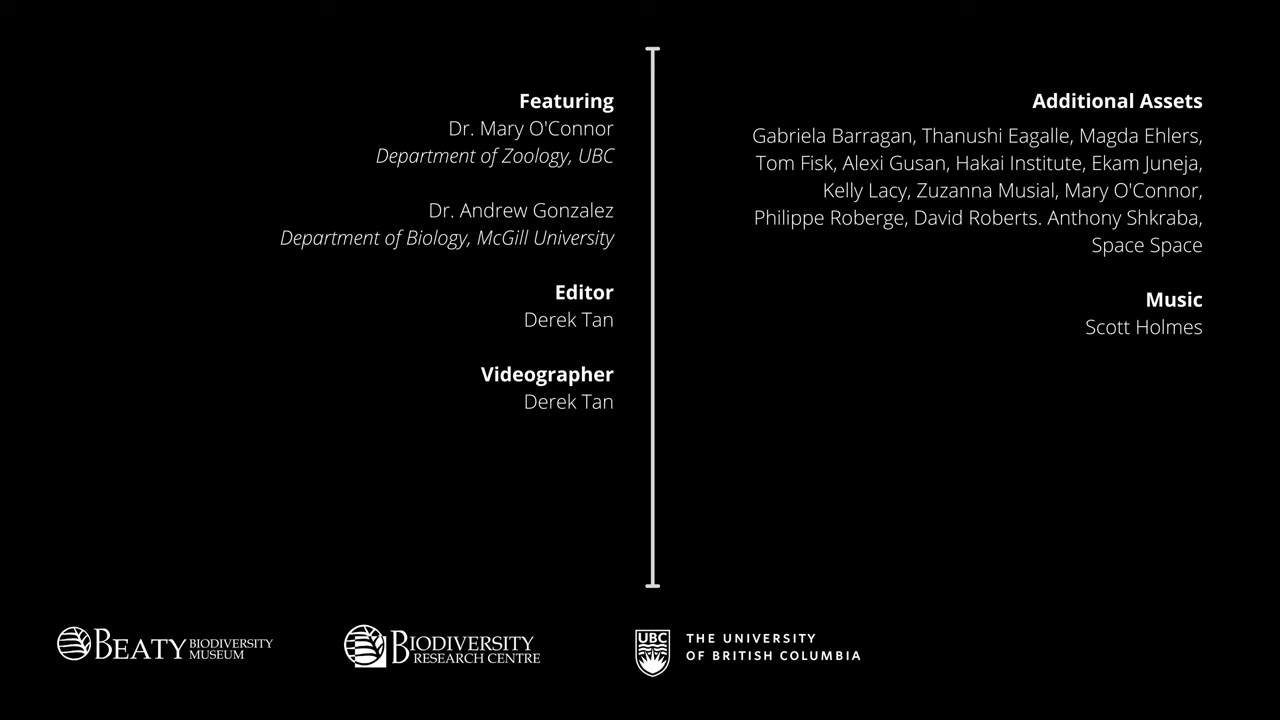 Featuring
Dr. Mary O'Connor
Department of Zoology, UBC
Dr. Andrew Gonzalez
Department of Biology, McGill University
Editor
Derek Tan
Videographer
Derek Tan
Additional Assets
Gabriela Barragan, Thanushi Eagalle, Magda Ehlers,
Tom Fisk, Alexi Gusan, Hakai Institute, Ekam Juneja,
Kelly Lacy, Zuzanna Musial, Mary O'Connor,
Philippe Roberge, David Roberts. Anthony Shkraba,
Space Space
Music
Scott Holmes
BEATY BIODIVERSITY
MUSEUM
BIODIVERSITY
RESEARCH CENTRE
UBC
THE UNIVERSITY
OF BRITISH COLUMBIA